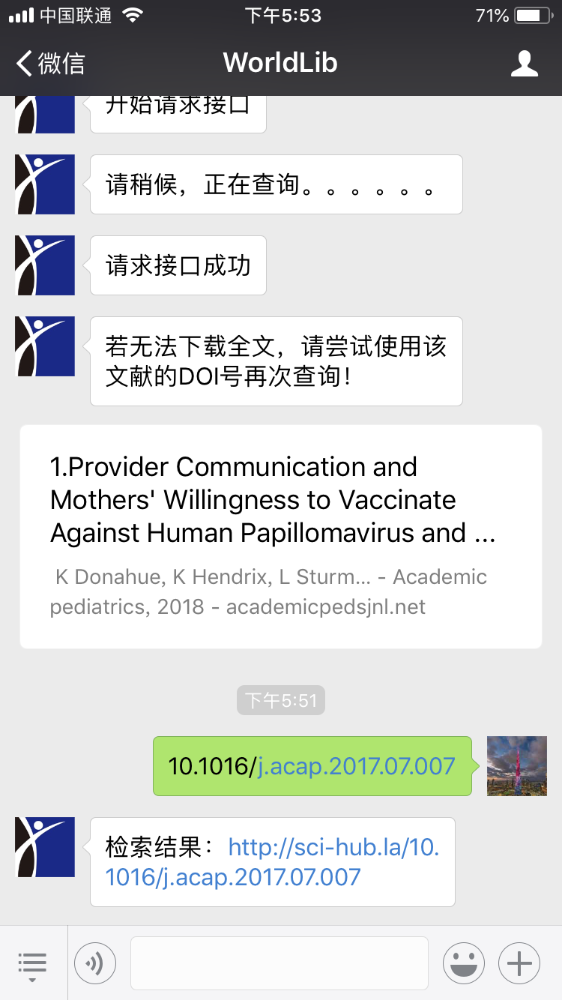 中国联通
下午5:53
71%
微信
WorldLib
开始请求接口
请稍候，正在查询。。。。。。
请求接口成功
若无法下载全文，请尝试使用该
文献的DOI号再次查询！
1.Provider Communication and
Mothers' Willingness to Vaccinate
Against Human Papillomavirus and ...
K Donahue, K Hendrix, L Sturm... - Academic
pediatrics, 2018 - academicpedsjnl.net
下午5:51
10.1016/j.acap.2017.07.007
检索结果：http://sci-hub.la/10.
1016/j.acap.2017.07.007